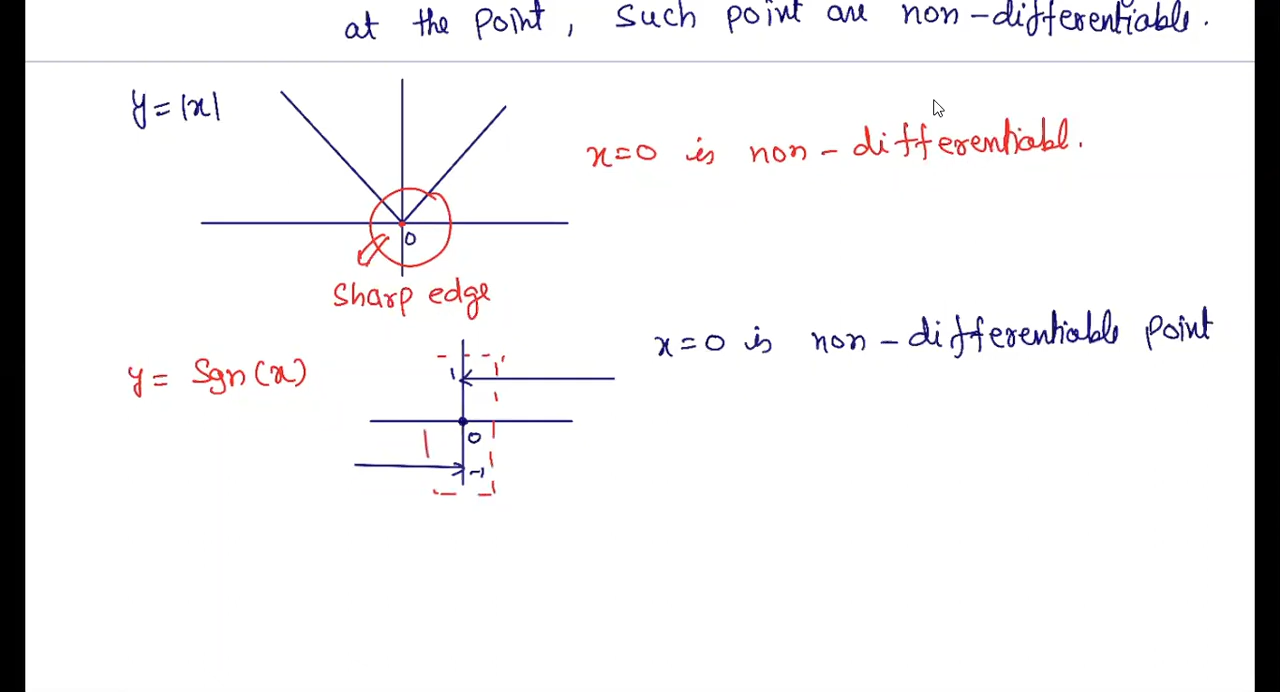 at the point, such point are non-differentiable.
y=|x|
x=0 is non-differentiabl.
0
Sharp edge
x=0 is non-differentiable point
y= Sgn(x)
1
0
-1